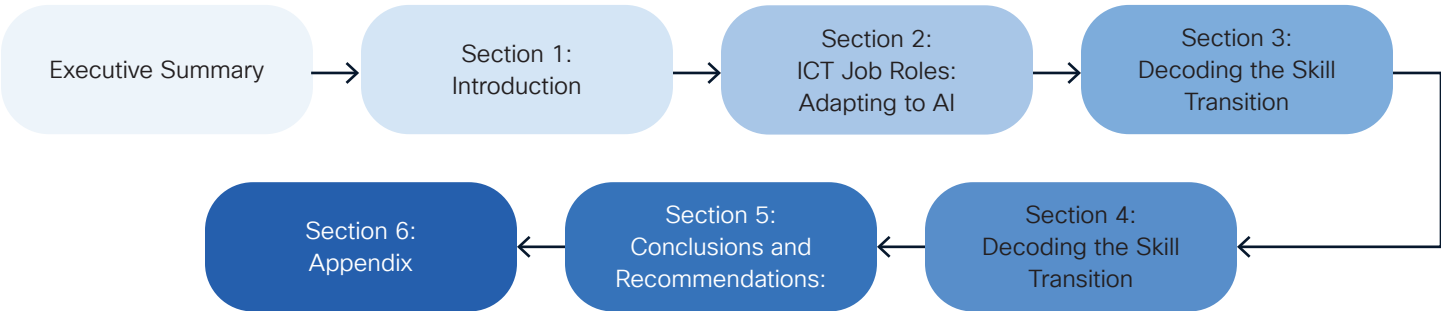 Executive Summary
Section 1:
Introduction
Section 2:
ICT Job Roles:
Adapting to AI
Section 3:
Decoding the Skill
Transition
Section 4:
Decoding the Skill
Transition
Section 5:
Conclusions and
Recommendations:
Section 6:
Appendix